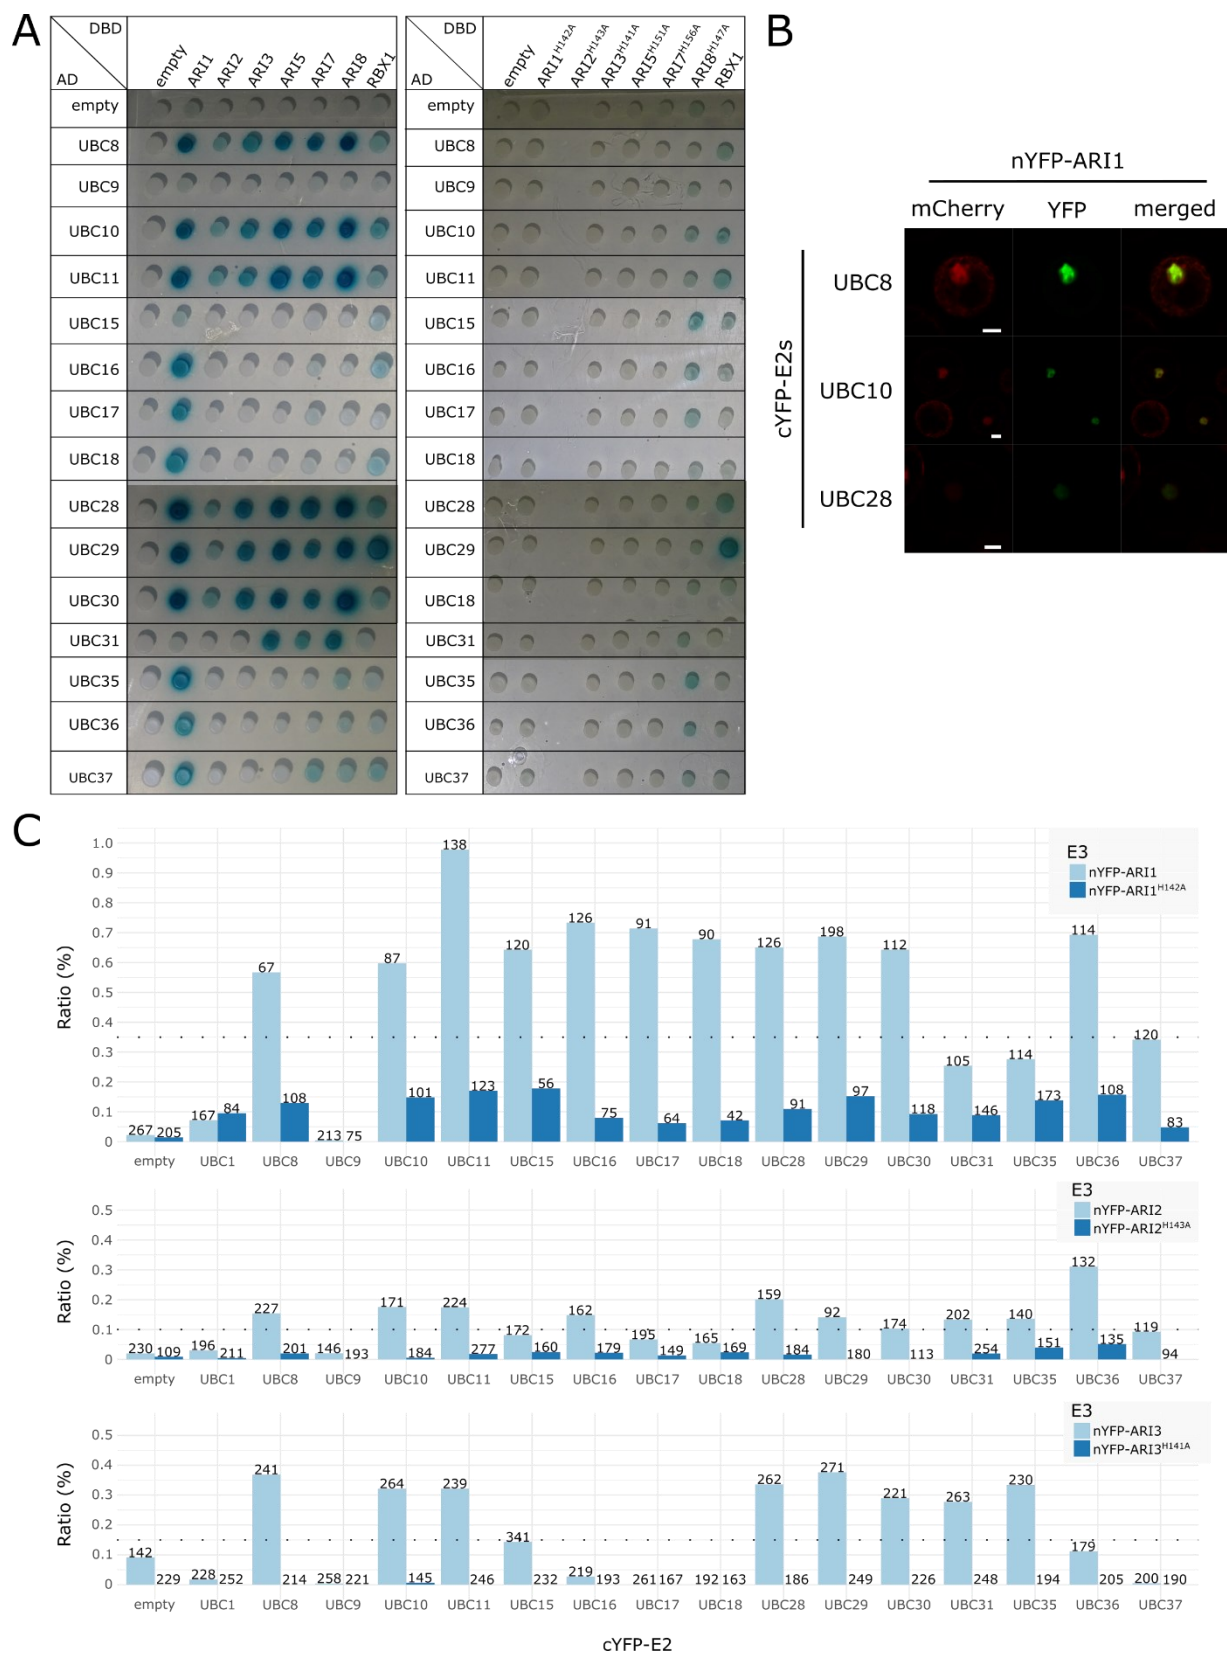 A
DBD
AD
empty
ARI1
ARI2
ARI3
ARI5
ARI7
ARI8
RBX1
empty
UBC8
UBC9
UBC10
UBC11
UBC15
UBC16
UBC17
UBC18
UBC28
UBC29
UBC30
UBC31
UBC35
UBC36
UBC37
DBD
AD
empty
ARI1H142A
ARI2H143A
ARI3H141A
ARI5H151A
ARI7H156A
ARI8H147A
RBX1
empty
UBC8
UBC9
UBC10
UBC11
UBC15
UBC16
UBC17
UBC18
UBC28
UBC29
UBC18
UBC31
UBC35
UBC36
UBC37
B
nYFP-ARI1
mCherry YFP merged
cYFP-E2s
UBC8
UBC10
UBC28
C
Ratio (%)
1.0
0.7
0.6
0.5
0.4
0.3
0.2
0.1
0
E3
nYFP-ARI1
nYFP-ARI1H142A
267 205 167 84 67 108 213 75 87 101 138 123 120 56 126 75 91 64 90 42 126 91 198 97 112 118 105 146 114 173 114 108 120 83
empty UBC1 UBC8 UBC9 UBC10 UBC11 UBC15 UBC16 UBC17 UBC18 UBC28 UBC29 UBC30 UBC31 UBC35 UBC36 UBC37
Ratio (%)
0.5
0.4
0.3
0.2
0.1
0
E3
nYFP-ARI2
nYFP-ARI2H143A
230 109 196 211 227 201 146 193 171 184 224 277 172 160 162 179 195 149 165 169 159 184 92 180 174 113 202 254 140 151 132 135 119 94
empty UBC1 UBC8 UBC9 UBC10 UBC11 UBC15 UBC16 UBC17 UBC18 UBC28 UBC29 UBC30 UBC31 UBC35 UBC36 UBC37
Ratio (%)
0.5
0.4
0.3
0.2
0.1
0
E3
nYFP-ARI3
nYFP-ARI3H141A
142 229 228 252 241 214 258 221 264 145 239 246 341 232 219 193 261 167 192 163 262 186 271 249 221 226 263 248 230 194 179 205 200 190
empty UBC1 UBC8 UBC9 UBC10 UBC11 UBC15 UBC16 UBC17 UBC18 UBC28 UBC29 UBC30 UBC31 UBC35 UBC36 UBC37
cYFP-E2